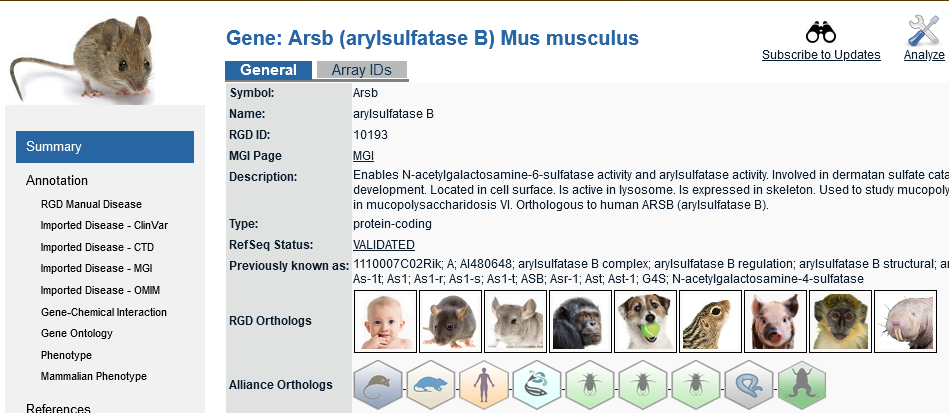 Gene: Arsb (arylsulfatase B) Mus musculus
Subscribe to Updates
Analyze
General
Array IDs
Summary
Annotation
RGD Manual Disease
Imported Disease - ClinVar
Imported Disease - CTD
Imported Disease - MGI
Imported Disease - OMIM
Gene-Chemical Interaction
Gene Ontology
Phenotype
Mammalian Phenotype
References
Symbol: Arsb
Name: arylsulfatase B
RGD ID: 10193
MGI Page MGI
Description: Enables N-acetylgalactosamine-6-sulfatase activity and arylsulfatase activity. Involved in dermatan sulfate cata
development. Located in cell surface. Is active in lysosome. Is expressed in skeleton. Used to study mucopoly
in mucopolysaccharidosis VI. Orthologous to human ARSB (arylsulfatase B).
Type: protein-coding
RefSeq Status: VALIDATED
Previously known as: 1110007C02Rik; A; AI480648; arylsulfatase B complex; arylsulfatase B regulation; arylsulfatase B structural; ar
As-1t; As1; As1-r; As1-s; As1-t; ASB; Asr-1; Ast; Ast-1; G4S; N-acetylgalactosamine-4-sulfatase
RGD Orthologs
Alliance Orthologs